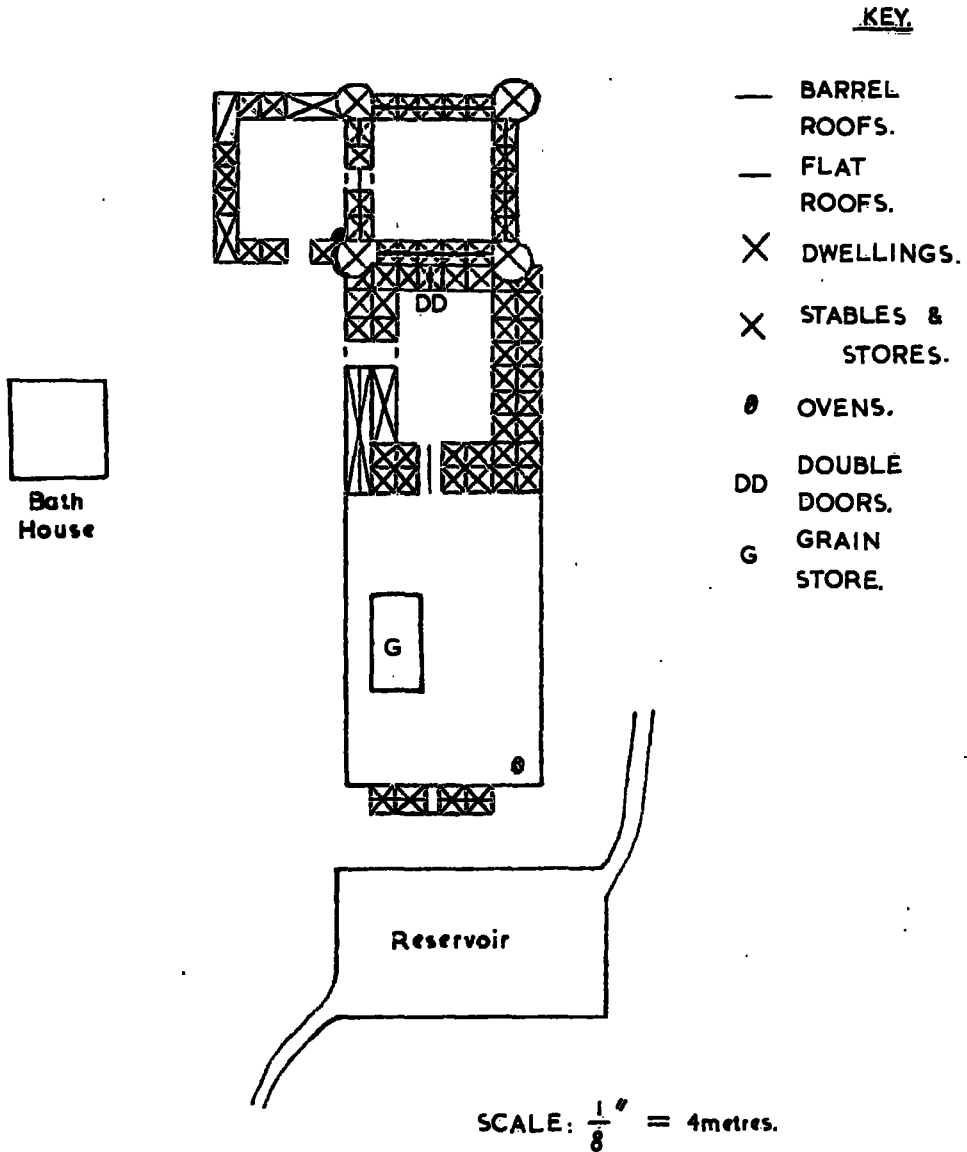 KEY.
BARREL
ROOFS.
FLAT
ROOFS.
DWELLINGS.
STABLES &
STORES.
OVENS.
DD DOUBLE
DOORS.
G GRAIN
STORE.
DD
Bath
House
G
Reservoir
SCALE: 1/8" = 4metres.